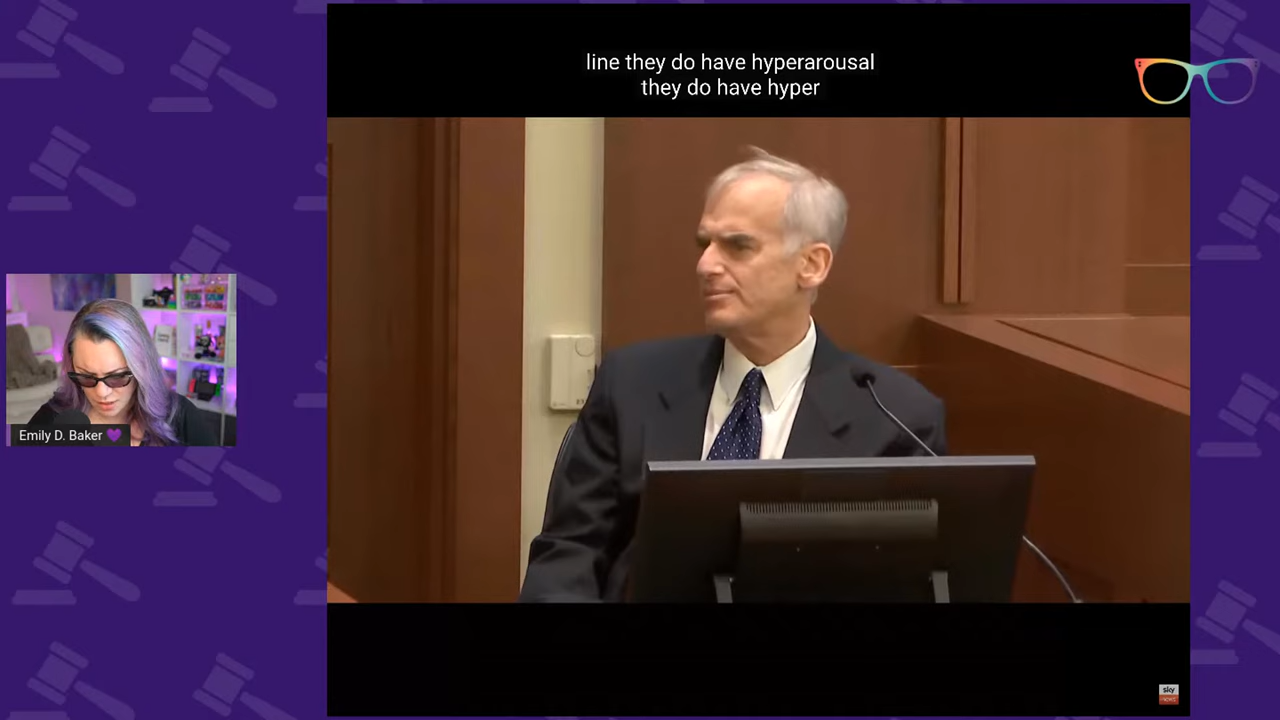 line they do have hyperarousal
they do have hyper
Emily D. Baker 💜
sky
news